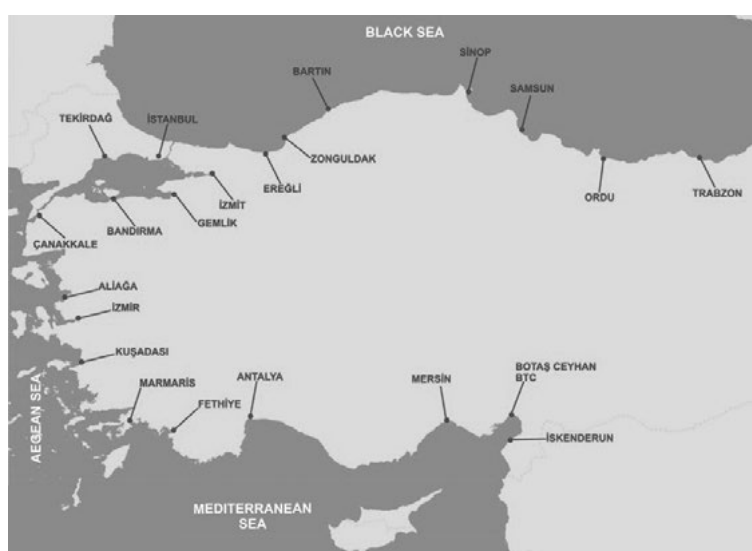 BLACK SEA
SİNOP
BARTIN
SAMSUN
TEKİRDAĞ
İSTANBUL
ZONGULDAK
EREĞLİ
TRABZON
ORDU
İZMİT
GEMLİK
BANDIRMA
ÇANAKKALE
ALİAĞA
İZMİR
KUŞADASI
BOTAŞ CEYHAN
BTC
MARMARİS
ANTALYA
MERSİN
FETHİYE
İSKENDERUN
AEGEAN SEA
MEDITERRANEAN
SEA